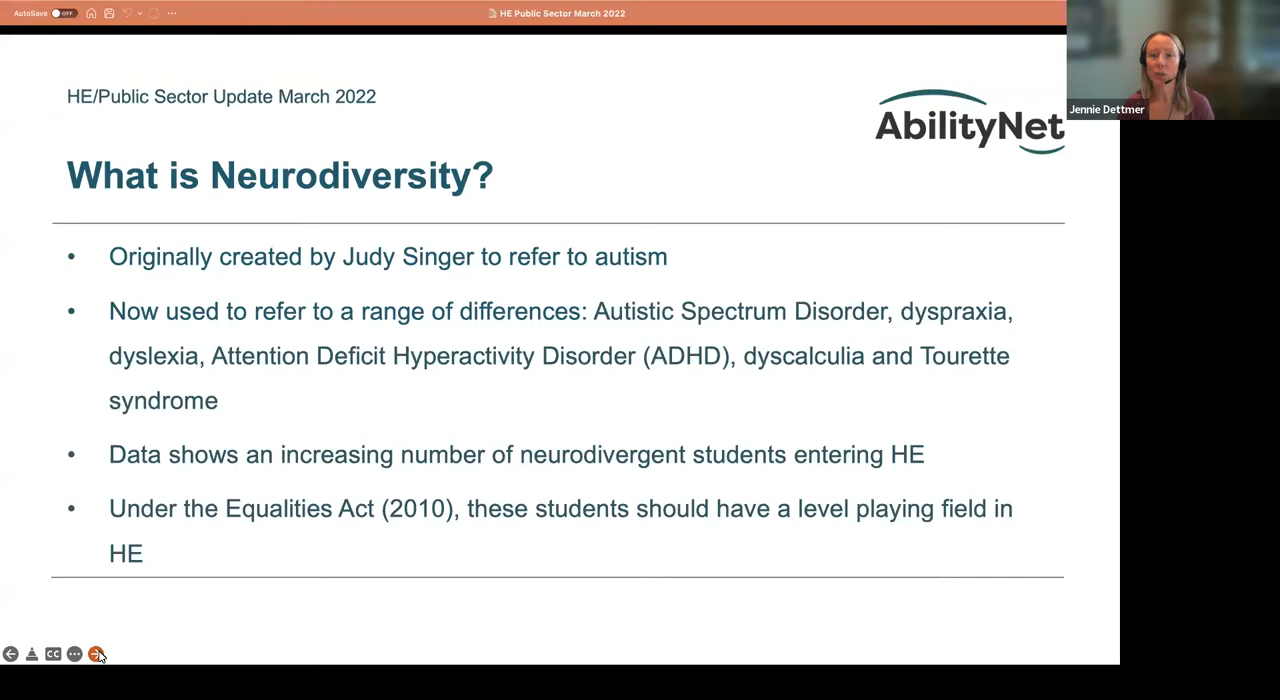 AutoSave OFF
HE Public Sector March 2022
Jennie Dettmer
HE/Public Sector Update March 2022
AbilityNet
What is Neurodiversity?
• Originally created by Judy Singer to refer to autism
• Now used to refer to a range of differences: Autistic Spectrum Disorder, dyspraxia,
dyslexia, Attention Deficit Hyperactivity Disorder (ADHD), dyscalculia and Tourette
syndrome
• Data shows an increasing number of neurodivergent students entering HE
• Under the Equalities Act (2010), these students should have a level playing field in
HE
CC